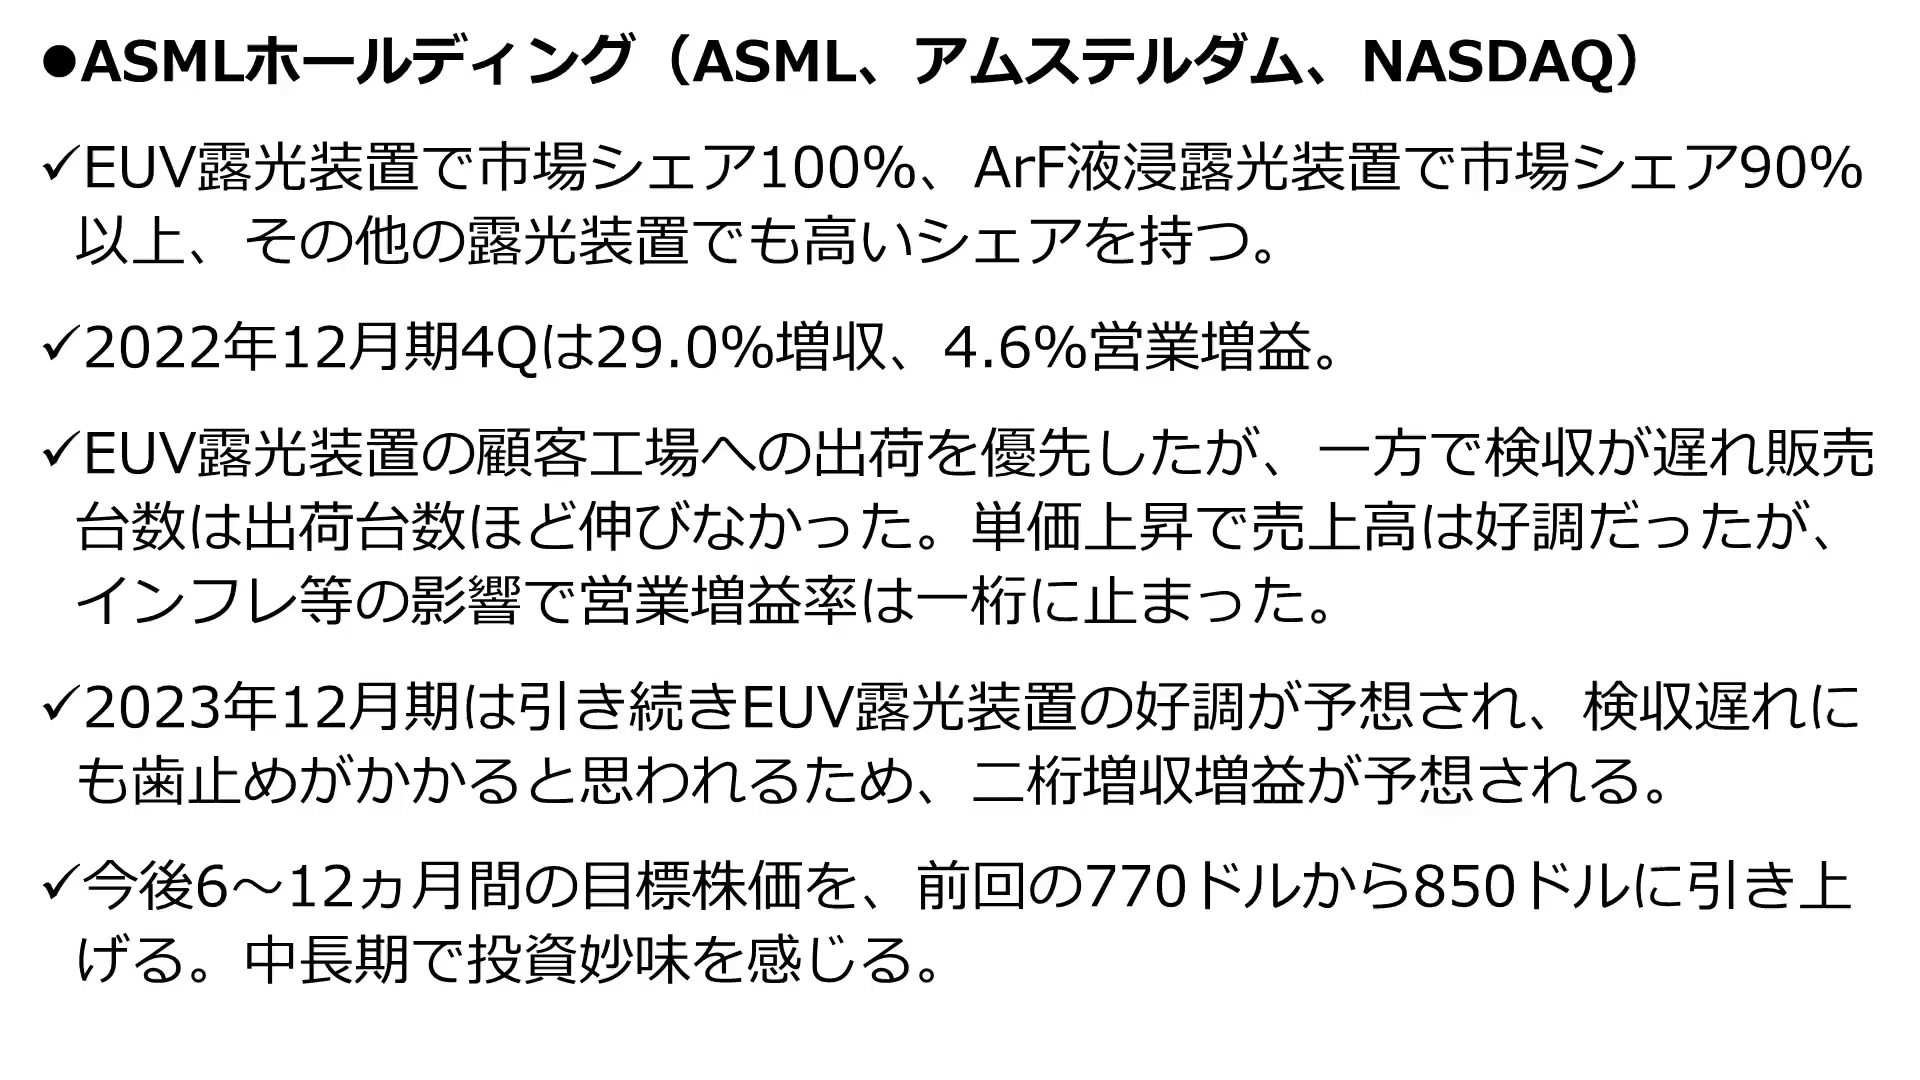 ●ASMLホールディング（ASML、アムステルダム、NASDAQ）
✓EUV露光装置で市場シェア100%、ArF液浸露光装置で市場シェア90%
以上、その他の露光装置でも高いシェアを持つ。
✓2022年12月期4Qは29.0%増収、4.6%営業増益。
✓EUV露光装置の顧客工場への出荷を優先したが、一方で検収が遅れ販売
台数は出荷台数ほど伸びなかった。単価上昇で売上高は好調だったが、
インフレ等の影響で営業増益率は一桁に止まった。
✓2023年12月期は引き続きEUV露光装置の好調が予想され、検収遅れに
も歯止めがかかると思われるため、二桁増収増益が予想される。
✓今後6～12ヵ月間の目標株価を、前回の770ドルから850ドルに引き上
げる。中長期で投資妙味を感じる。